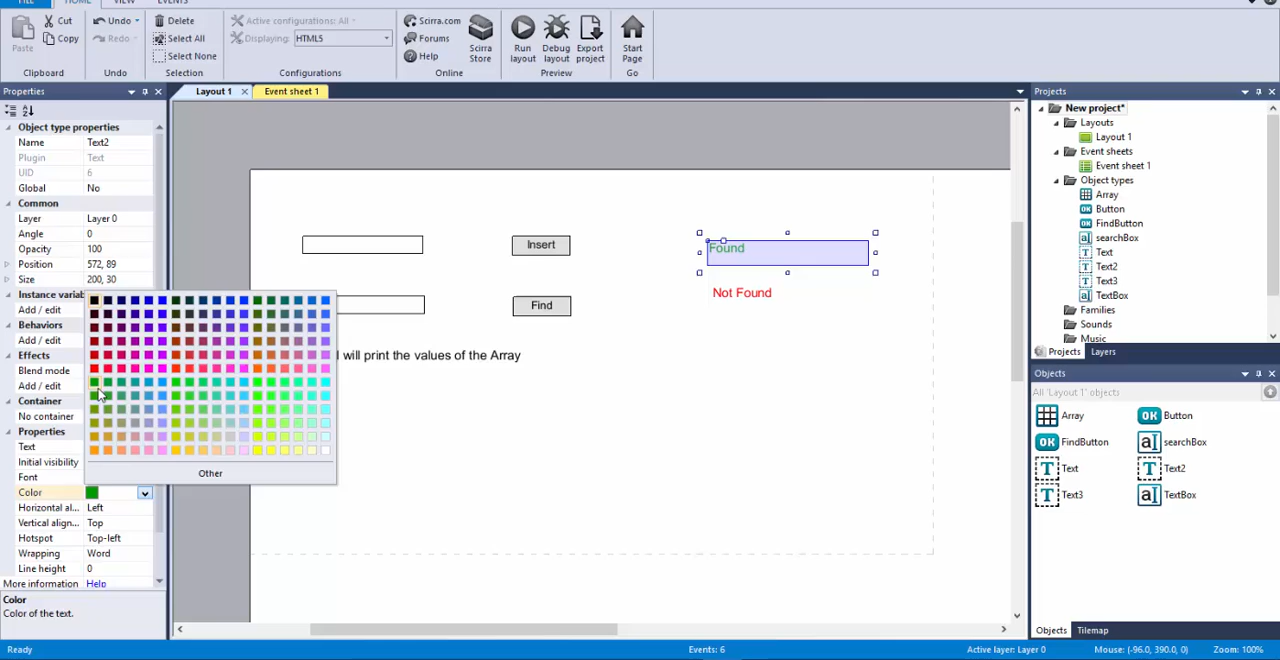 FILE HOME VIEW EVENTS
Paste Cut Copy Clipboard
Undo Redo Undo
Delete Select All Select None Selection
Active configurations: All
Displaying: HTML5
Configurations
Scirra.com Forums Help Scirra Store Online
Run layout Debug layout Export project Preview
Start Page Go
Properties
Object type properties
Name Text2
Plugin Text
UID 6
Global No
Common
Layer Layer 0
Angle 0
Opacity 100
Position 572, 89
Size 200, 30
Instance variab
Add / edit
Behaviors
Add / edit
Effects
Blend mode
Add / edit
Container
No container
Properties
Text
Initial visibility
Font
Color
Horizontal al... Left
Vertical align... Top
Hotspot Top-left
Wrapping Word
Line height 0
More information Help
Color
Color of the text.
Other
Layout 1 Event sheet 1
Insert
Found
Not Found
Find
I will print the values of the Array
Projects
New project*
Layouts
Layout 1
Event sheets
Event sheet 1
Object types
Array
Button
FindButton
searchBox
Text
Text2
Text3
TextBox
Families
Sounds
Music
Projects Layers
Objects
All 'Layout 1' objects
Array Button
FindButton searchBox
Text Text2
Text3 TextBox
Objects Tilemap
Ready Events: 6 Active layer: Layer 0 Mouse: (-96.0, 390.0, 0) Zoom: 100%